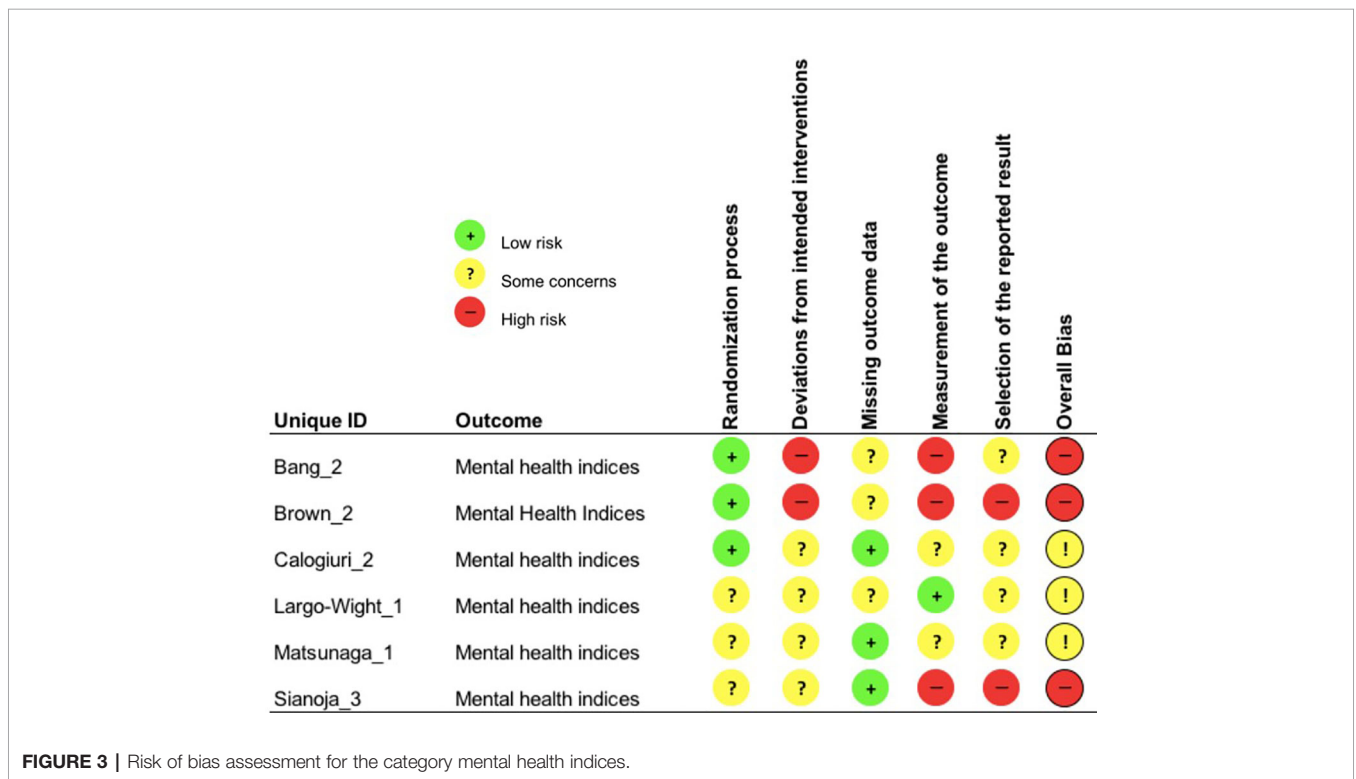 Low risk
Some concerns
High risk
Randomization process
Deviations from intended interventions
Missing outcome data
Measurement of the outcome
Selection of the reported result
Overall Bias
Unique ID Outcome
Bang_2 Mental health indices + − ? − ? −
Brown_2 Mental Health Indices + − ? − − −
Calogiuri_2 Mental health indices + ? + ? ? !
Largo-Wight_1 Mental health indices ? ? ? + ? !
Matsunaga_1 Mental health indices ? ? + ? ? !
Sianoja_3 Mental health indices ? ? + − − −
FIGURE 3 | Risk of bias assessment for the category mental health indices.